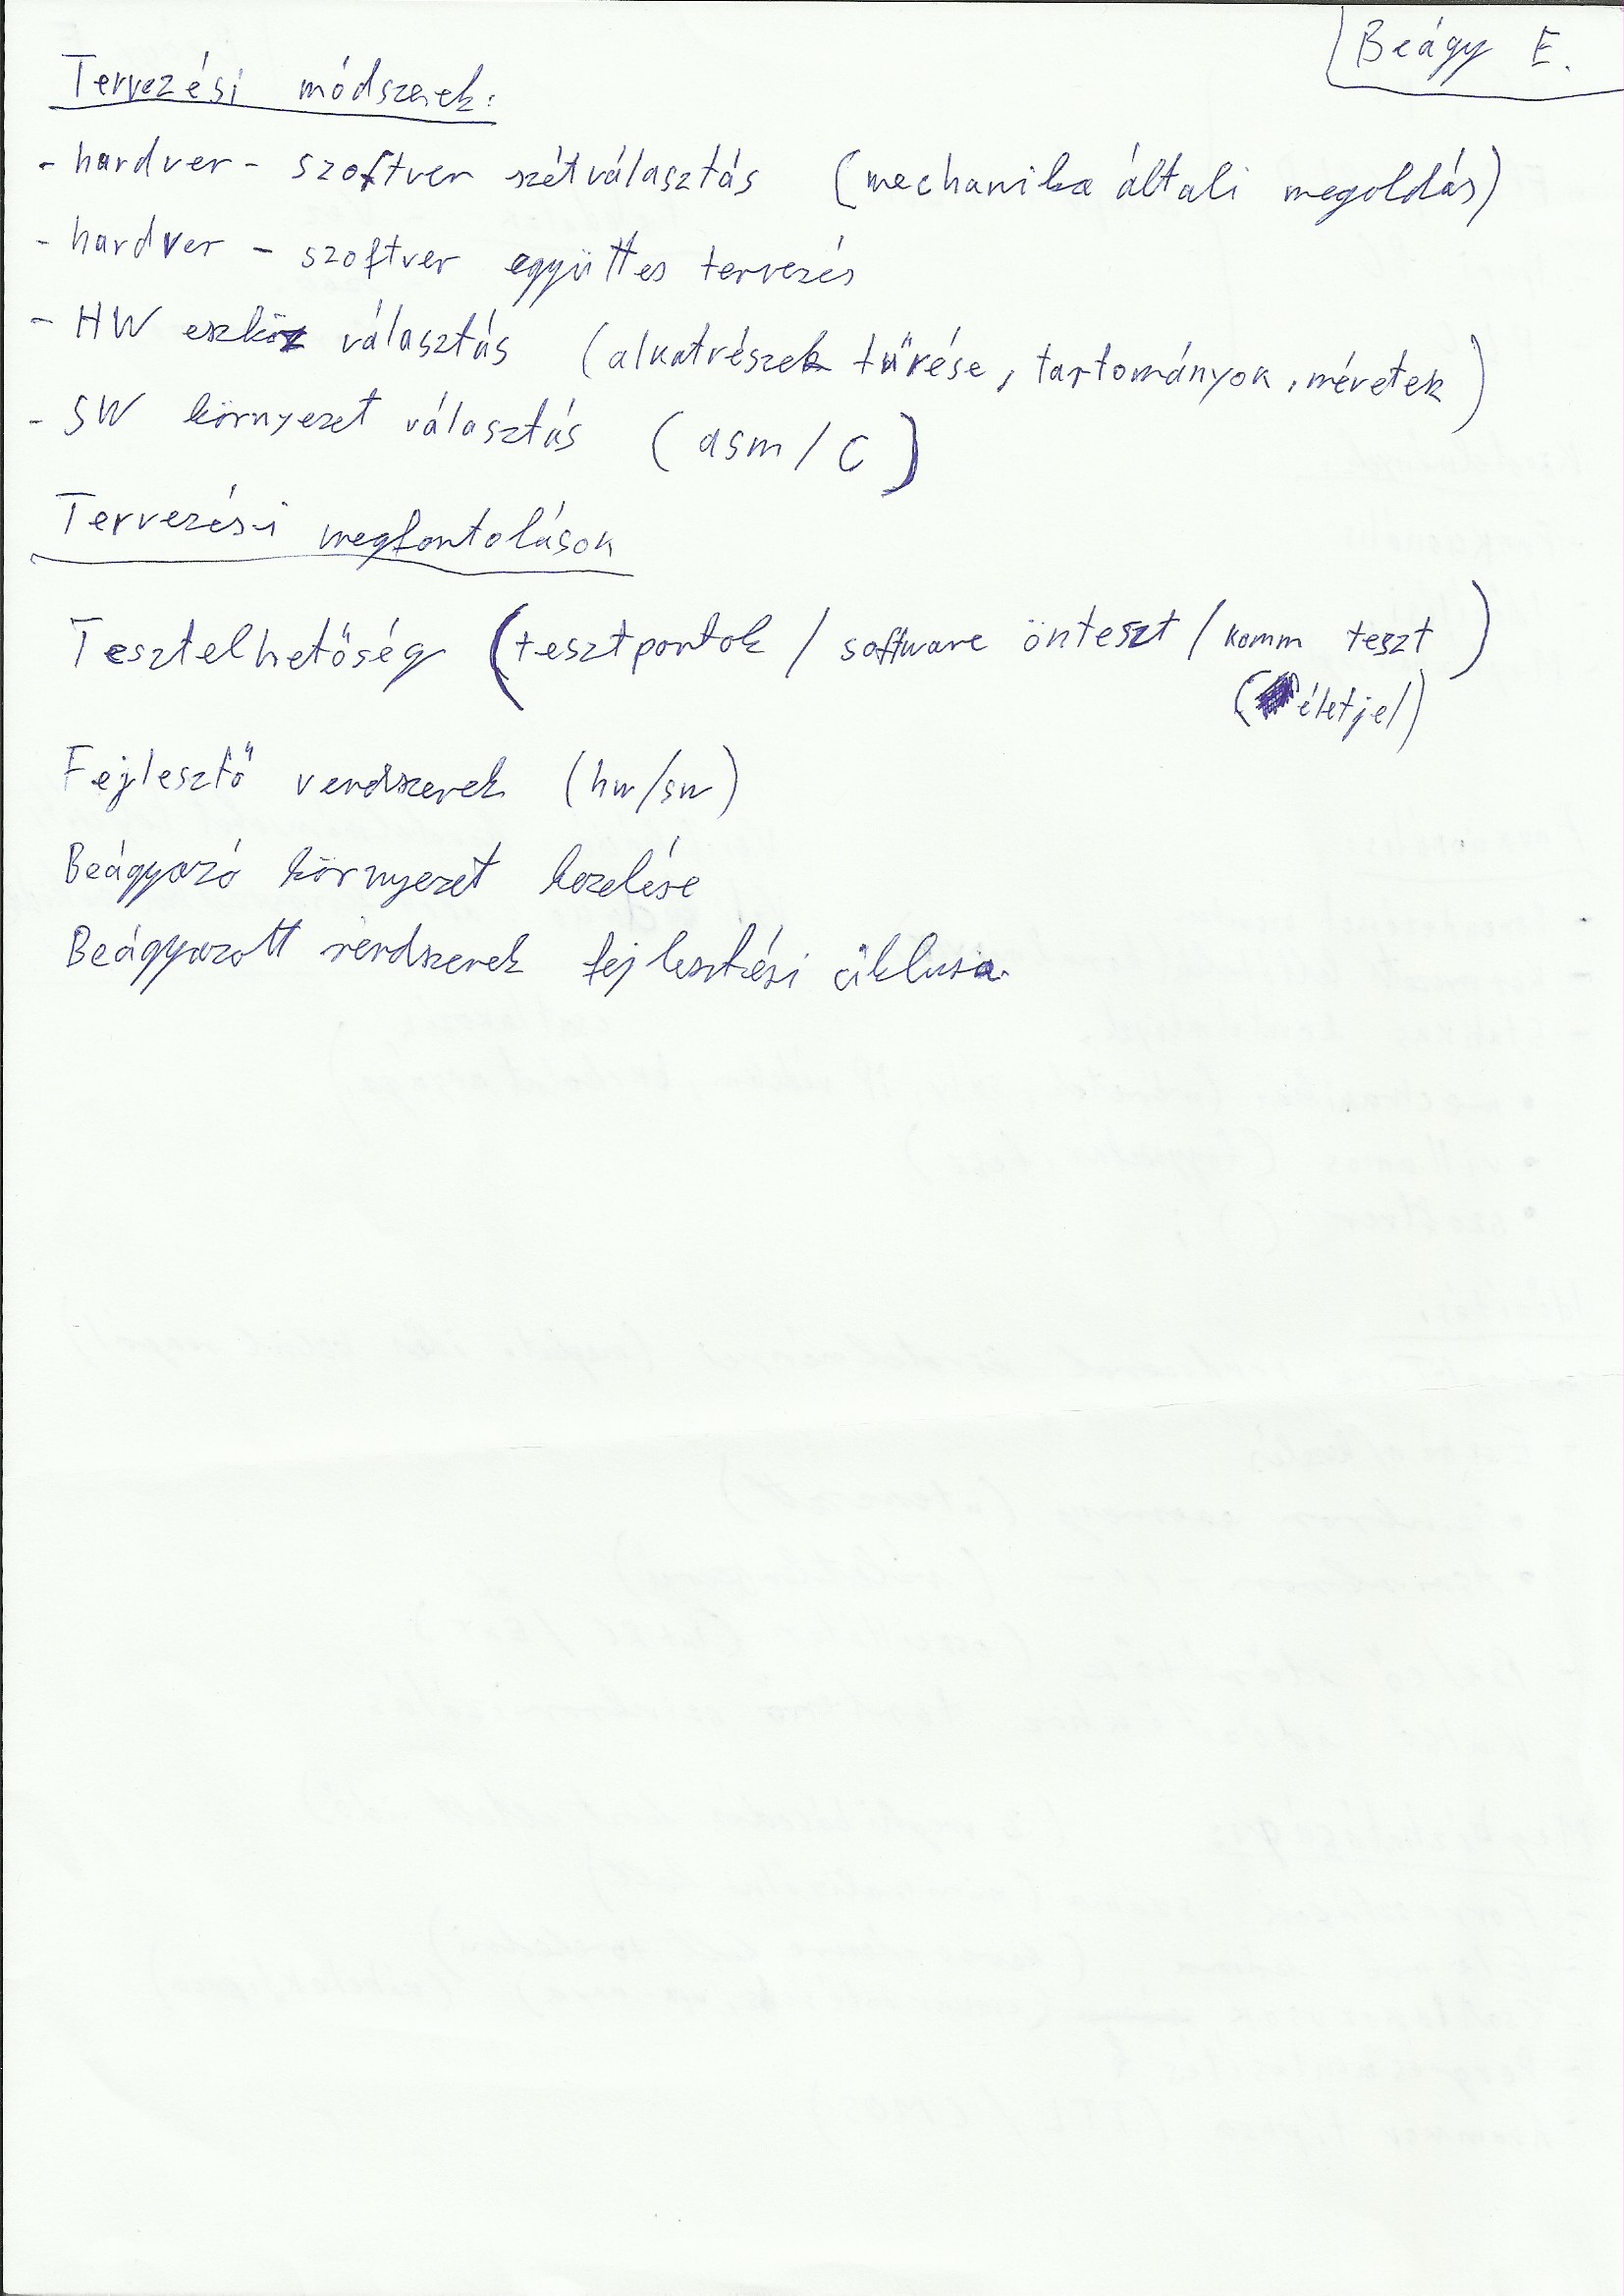 Beágy E.
Tervezési módszerek:
- hardver - szoftver szétválasztás (mechanika általi megoldás)
- hardver - szoftver együttes tervezés
- HW eszköz választás (alkatrészek tűrése, tartományok, méretek)
- SW környezet választás (asm/C)
Tervezési megfontolások
Tesztelhetőség (tesztpontok / software önteszt / komm teszt)
(életjel)
Fejlesztő rendszerek (hw/sw)
Beágyazó környezet kezelése
Beágyazott rendszerek fejlesztési ciklusa.